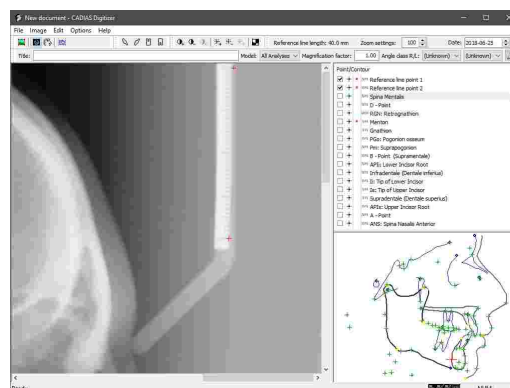 New document - CADIAS Digitizer
File Image Edit Options Help
Reference line length: 40.0 mm Zoom settings: 100 Date: 2018-06-25
Title: Model: All Analyses Magnification factor: 1.00 Angle class R/L: (Unknown) (Unknown)
Point/Contour
Reference line point 1
Reference line point 2
Spina Mentalis
D - Point
RGN: Retrognathion
Menton
Gnathion
PGo: Pogonion osseum
Pm: Suprapogonion
B - Point (Supramentale)
APIi: Lower Incisor Root
Infradentale (Dentale inferius)
Ii: Tip of Lower Incisor
Is: Tip of Upper Incisor
Supradentale (Dentale superius)
APIs: Upper Incisor Root
A - Point
ANS: Spina Nasalis Anterior